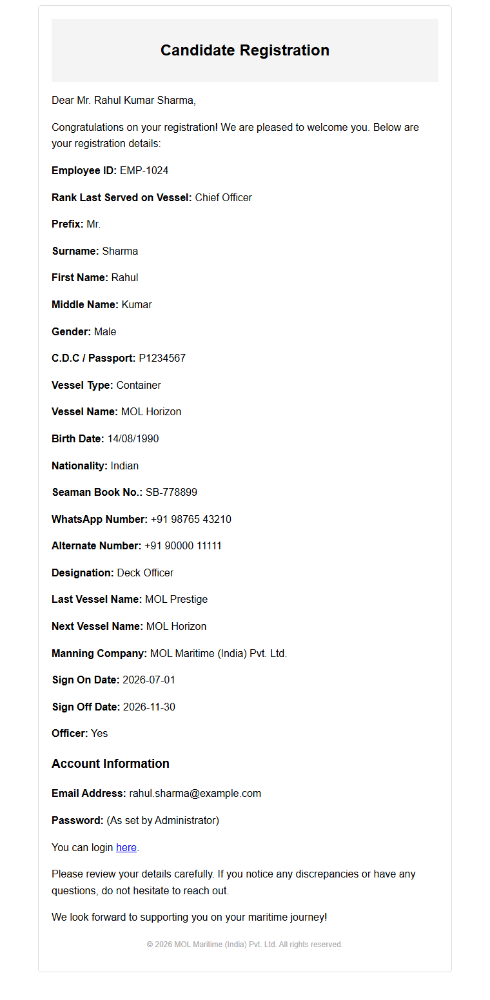 Candidate Registration
Dear Mr. Rahul Kumar Sharma,
Congratulations on your registration! We are pleased to welcome you. Below are
your registration details:
Employee ID: EMP-1024
Rank Last Served on Vessel: Chief Officer
Prefix: Mr.
Surname: Sharma
First Name: Rahul
Middle Name: Kumar
Gender: Male
C.D.C / Passport: P1234567
Vessel Type: Container
Vessel Name: MOL Horizon
Birth Date: 14/08/1990
Nationality: Indian
Seaman Book No.: SB-778899
WhatsApp Number: +91 98765 43210
Alternate Number: +91 90000 11111
Designation: Deck Officer
Last Vessel Name: MOL Prestige
Next Vessel Name: MOL Horizon
Manning Company: MOL Maritime (India) Pvt. Ltd.
Sign On Date: 2026-07-01
Sign Off Date: 2026-11-30
Officer: Yes
Account Information
Email Address: rahul.sharma@example.com
Password: (As set by Administrator)
You can login here.
Please review your details carefully. If you notice any discrepancies or have any
questions, do not hesitate to reach out.
We look forward to supporting you on your maritime journey!
© 2026 MOL Maritime (India) Pvt. Ltd. All rights reserved.